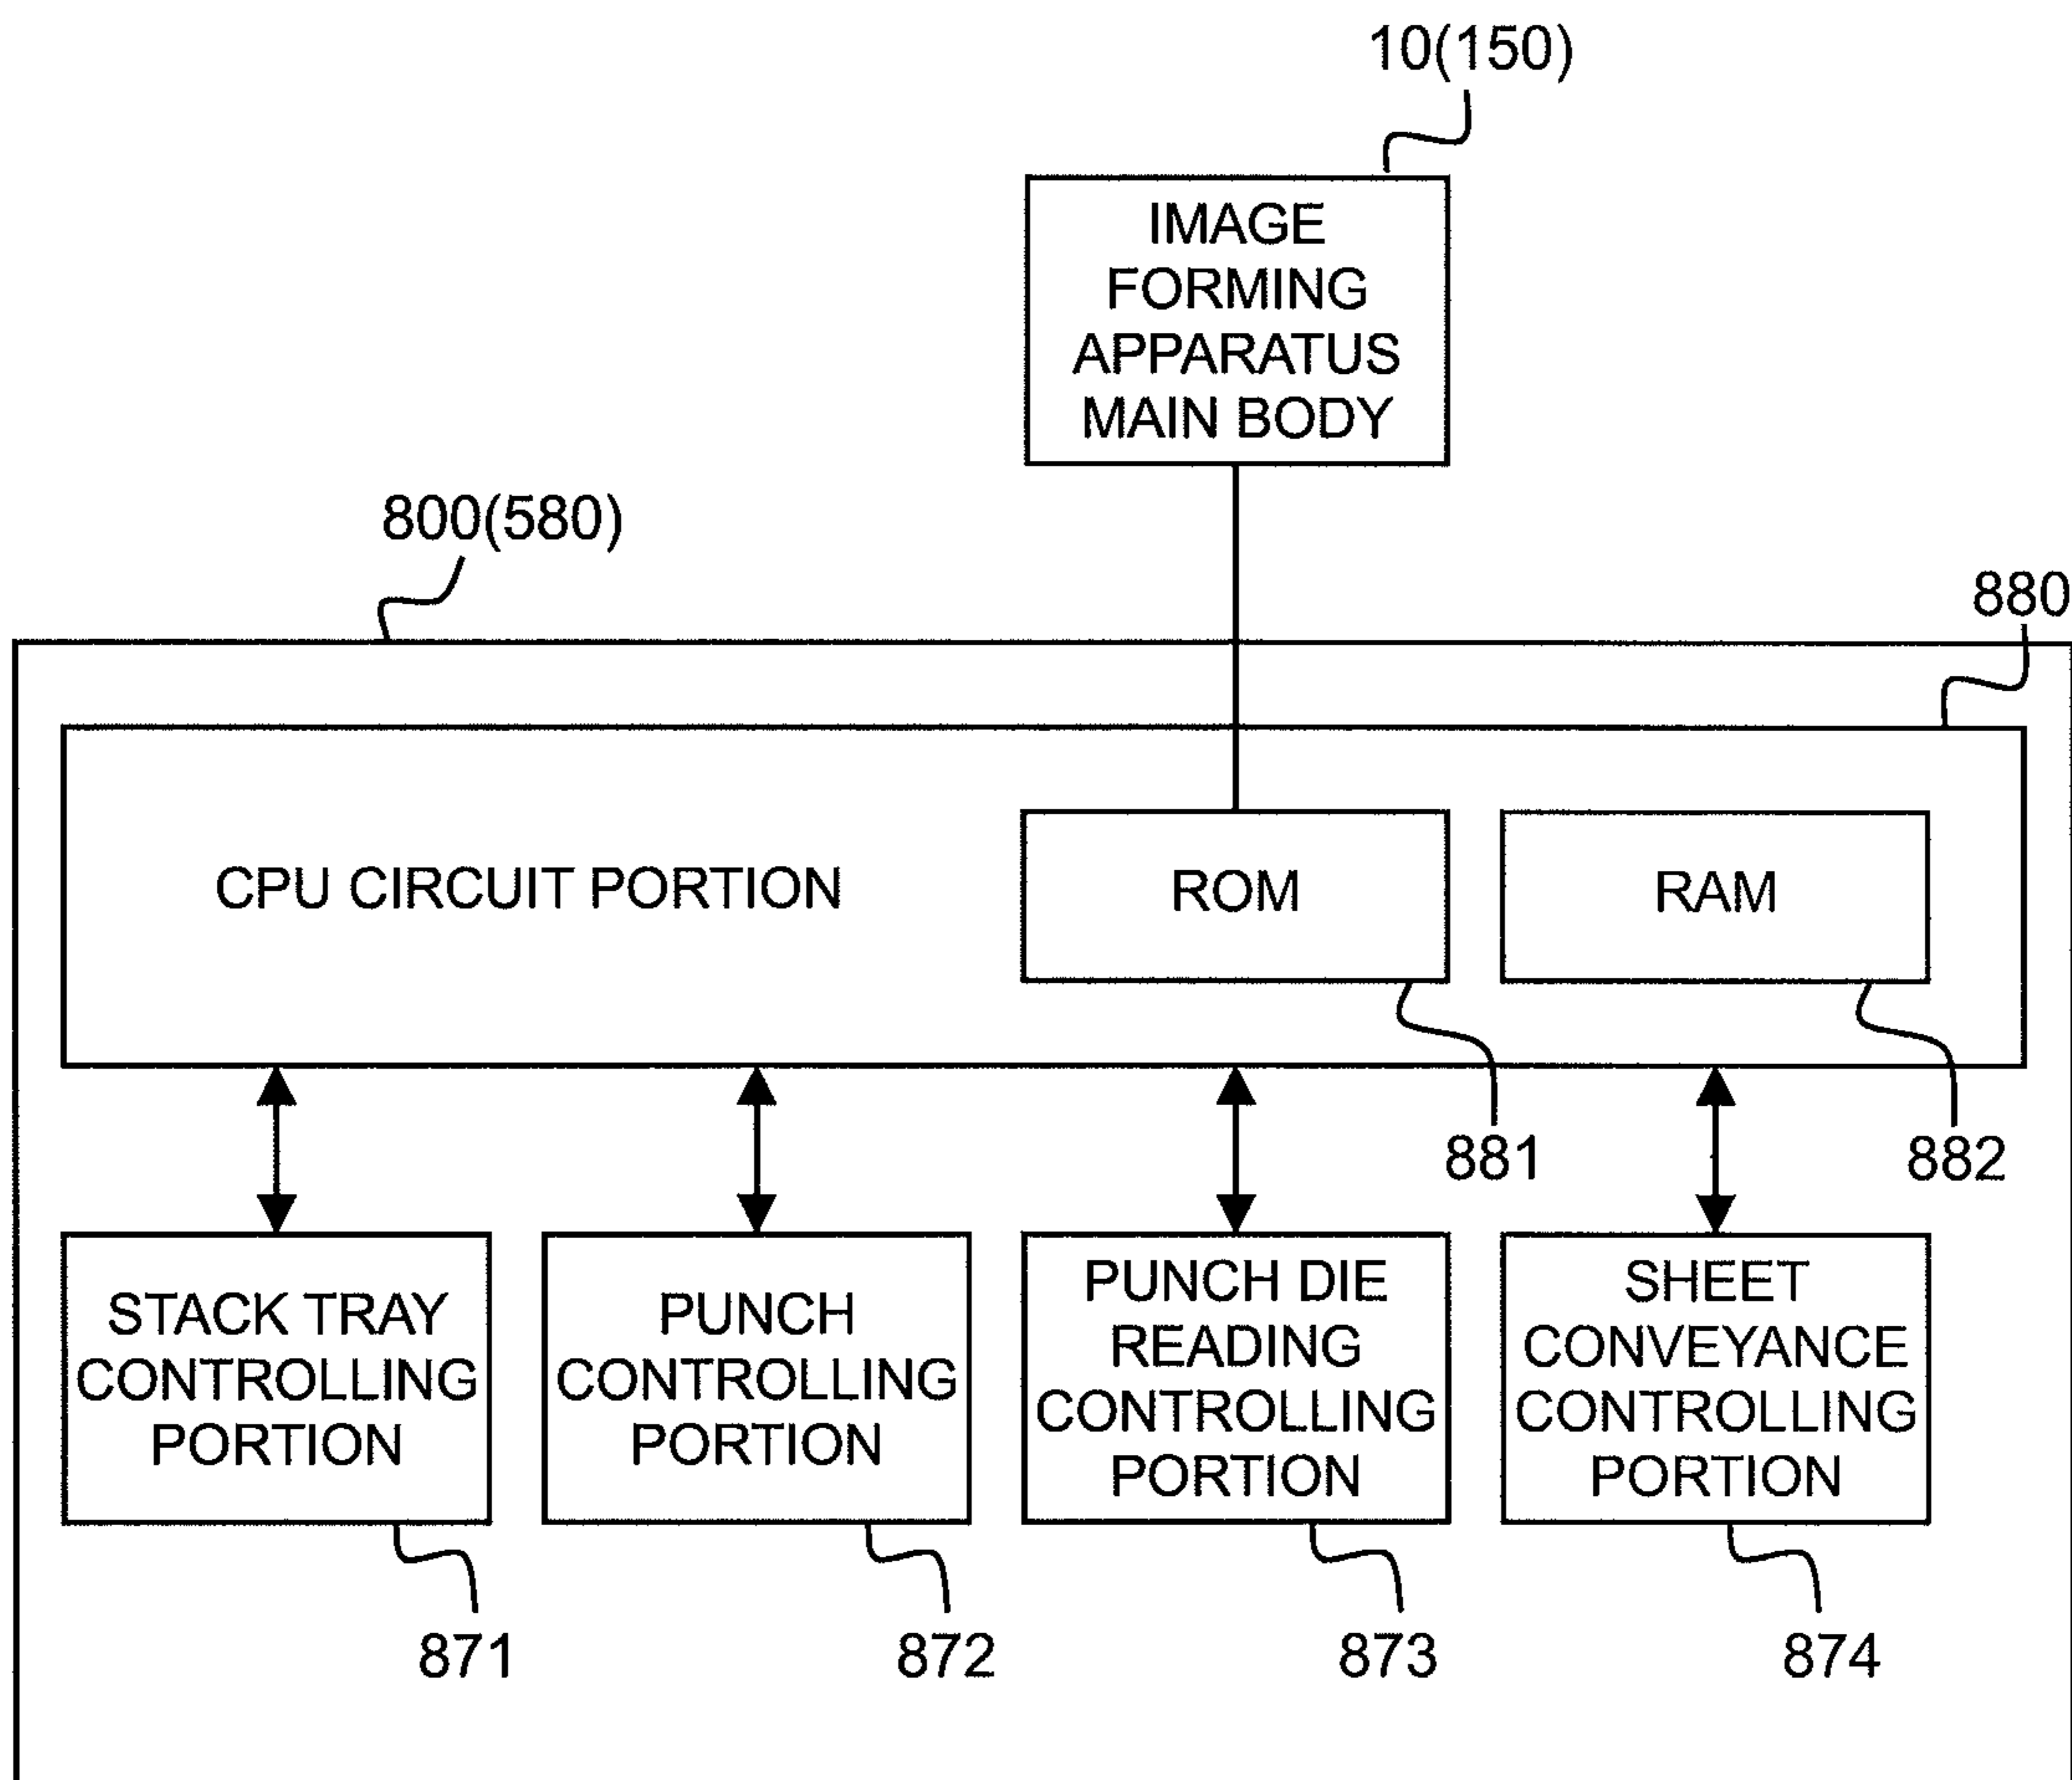 10(150)
IMAGE
FORMING
APPARATUS
MAIN BODY
800(580)
880
CPU CIRCUIT PORTION
ROM
RAM
881
882
STACK TRAY
CONTROLLING
PORTION
PUNCH
CONTROLLING
PORTION
PUNCH DIE
READING
CONTROLLING
PORTION
SHEET
CONVEYANCE
CONTROLLING
PORTION
871
872
873
874